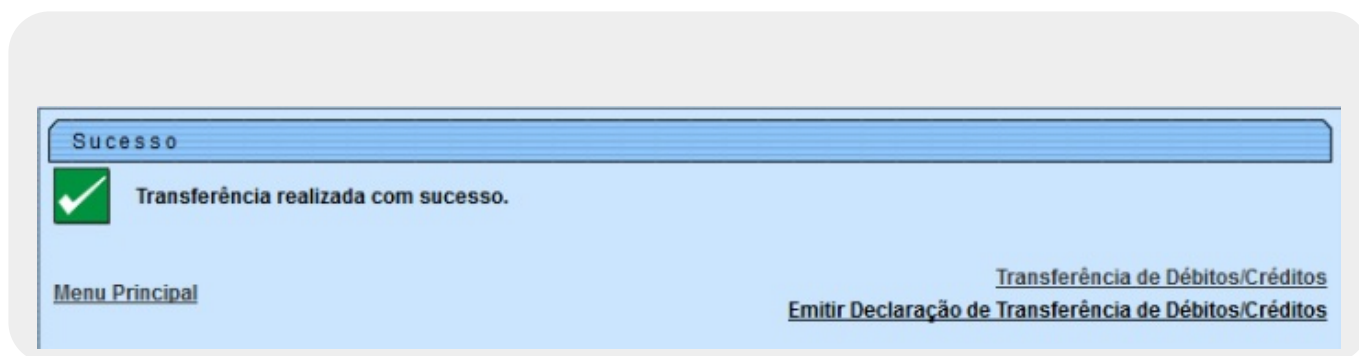 Sucesso
Transferência realizada com sucesso.
Transferência de Débitos/Créditos
Menu Principal
Emitir Declaração de Transferência de Débitos/Créditos